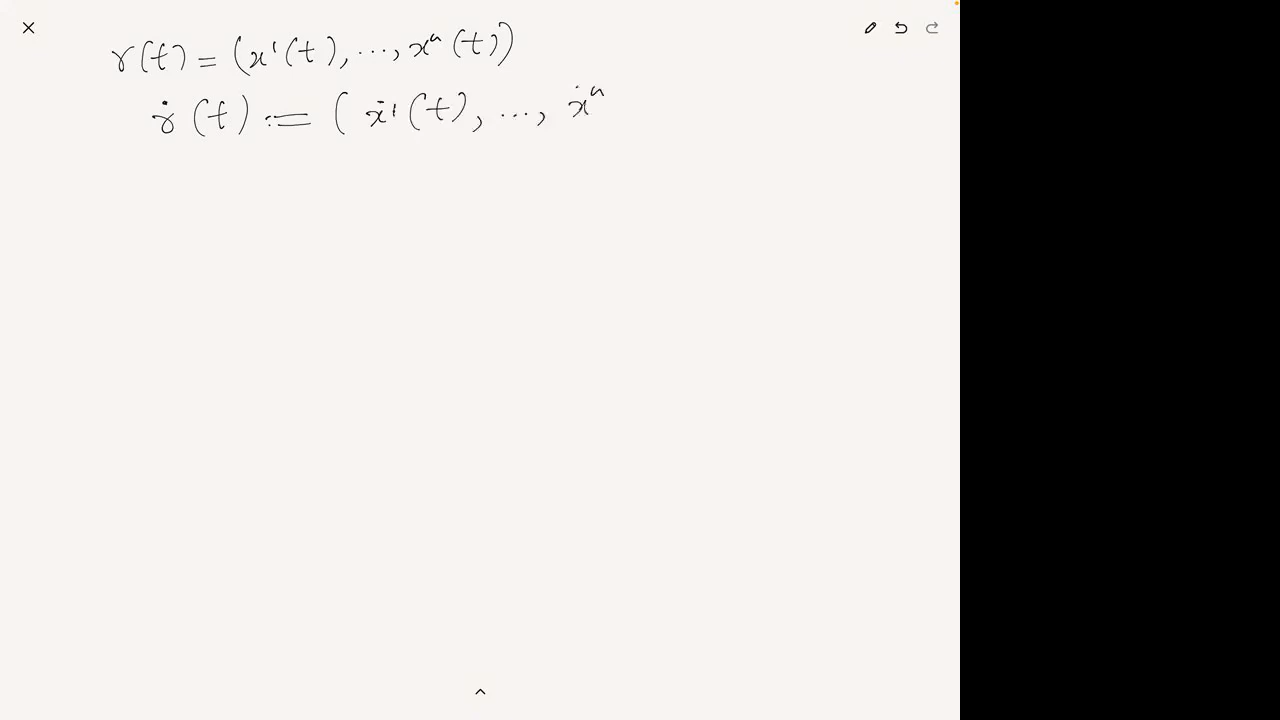 γ(t) = (x¹(t), ..., xⁿ(t))
γ̇(t) := ( ẋ¹(t), ..., ẋⁿ